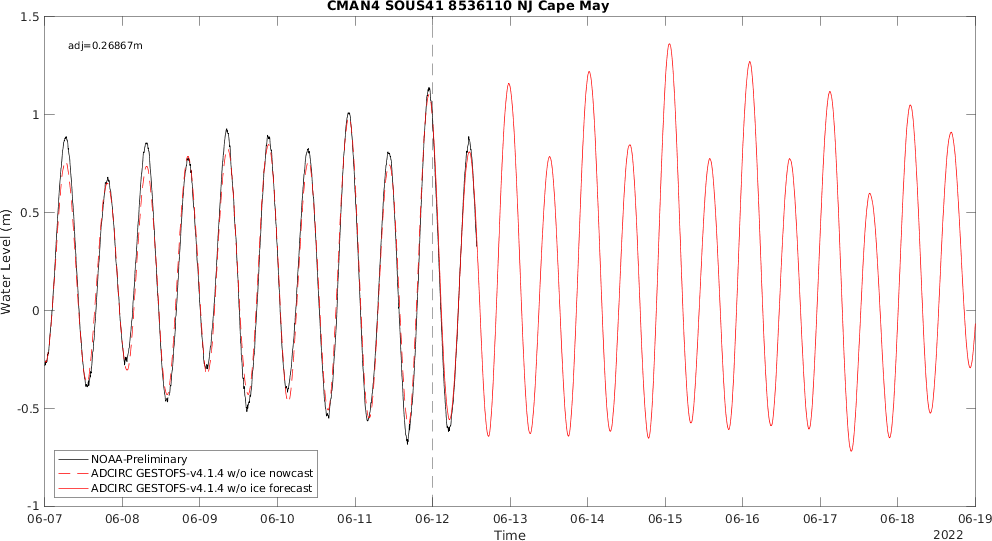 CMAN4 SOUS41 8536110 NJ Cape May
adj=0.26867m
1.5
1
0.5
0
-0.5
-1
Water Level (m)
NOAA-Preliminary
ADCIRC GESTOFS-v4.1.4 w/o ice nowcast
ADCIRC GESTOFS-v4.1.4 w/o ice forecast
06-07 06-08 06-09 06-10 06-11 06-12 06-13 06-14 06-15 06-16 06-17 06-18 06-19
Time
2022